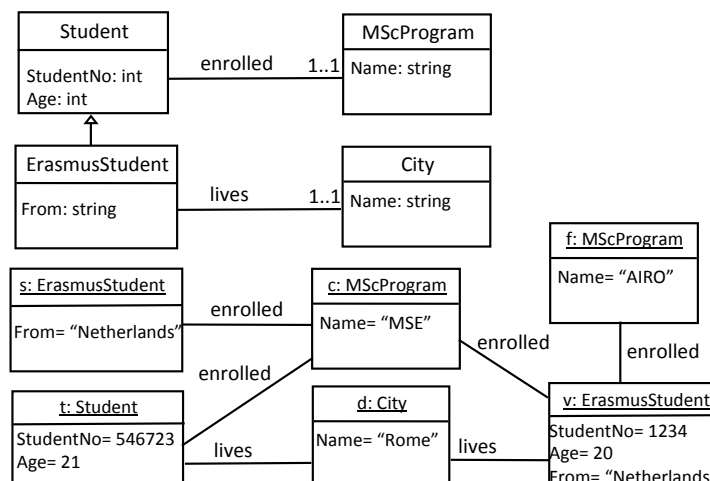 Student
StudentNo: int
Age: int
enrolled
1..1
MScProgram
Name: string
ErasmusStudent
From: string
lives
1..1
City
Name: string
f: MScProgram
Name= "AIRO"
s: ErasmusStudent
From= "Netherlands"
enrolled
c: MScProgram
Name= "MSE"
enrolled
enrolled
enrolled
t: Student
StudentNo= 546723
Age= 21
lives
d: City
Name= "Rome"
lives
v: ErasmusStudent
StudentNo= 1234
Age= 20
From= "Netherlands